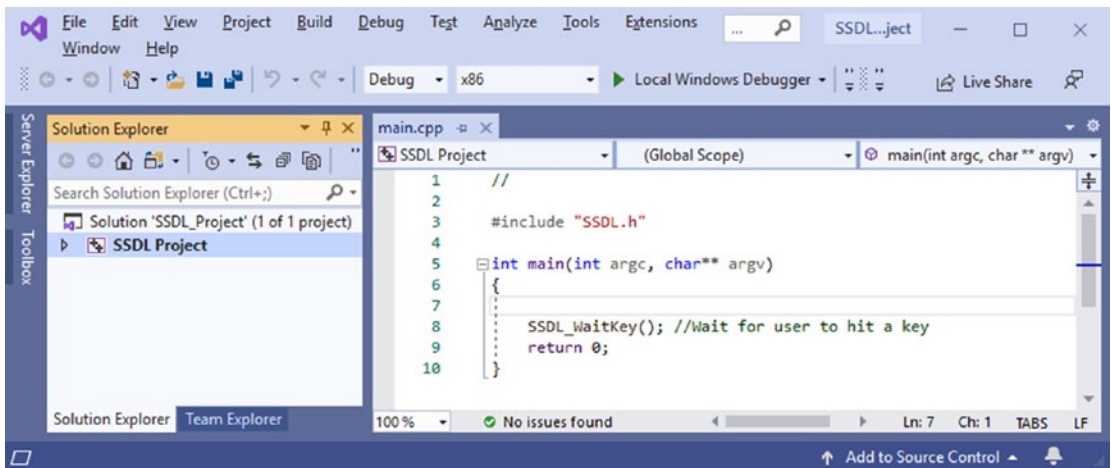 File Edit View Project Build Debug Test Analyze Tools Extensions ... SSDL...ject
Window Help
Debug x86 Local Windows Debugger Live Share
Server Explorer
Toolbox
Solution Explorer
Search Solution Explorer (Ctrl+;)
Solution 'SSDL_Project' (1 of 1 project)
SSDL Project
Solution Explorer Team Explorer
main.cpp
SSDL Project (Global Scope) main(int argc, char ** argv)
1 //
2
3 #include "SSDL.h"
4
5 int main(int argc, char** argv)
6 {
7
8 SSDL_WaitKey(); //Wait for user to hit a key
9 return 0;
10 }
100 % No issues found Ln: 7 Ch: 1 TABS LF
Add to Source Control